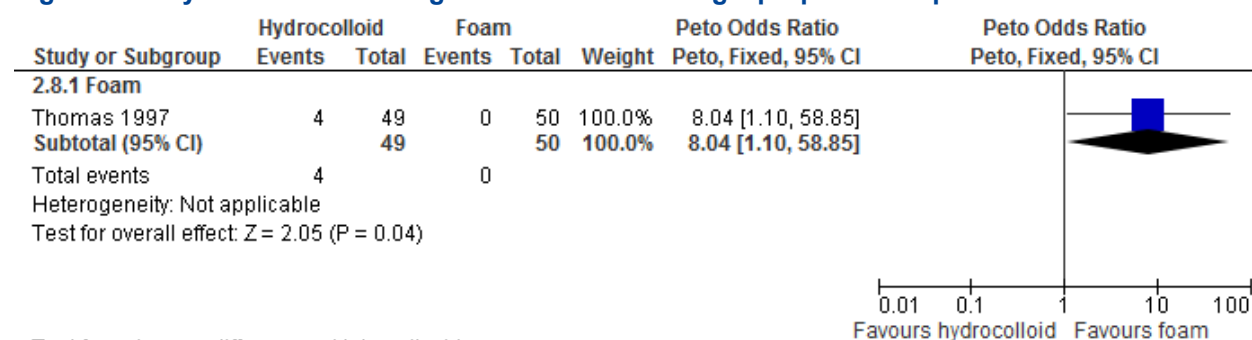 Hydrocolloid Foam Peto Odds Ratio Peto Odds Ratio
Study or Subgroup Events Total Events Total Weight Peto, Fixed, 95% CI Peto, Fixed, 95% CI
2.8.1 Foam
Thomas 1997 4 49 0 50 100.0% 8.04 [1.10, 58.85]
Subtotal (95% CI) 49 50 100.0% 8.04 [1.10, 58.85]
Total events 4 0
Heterogeneity: Not applicable
Test for overall effect: Z = 2.05 (P = 0.04)
0.01 0.1 1 10 100
Favours hydrocolloid Favours foam